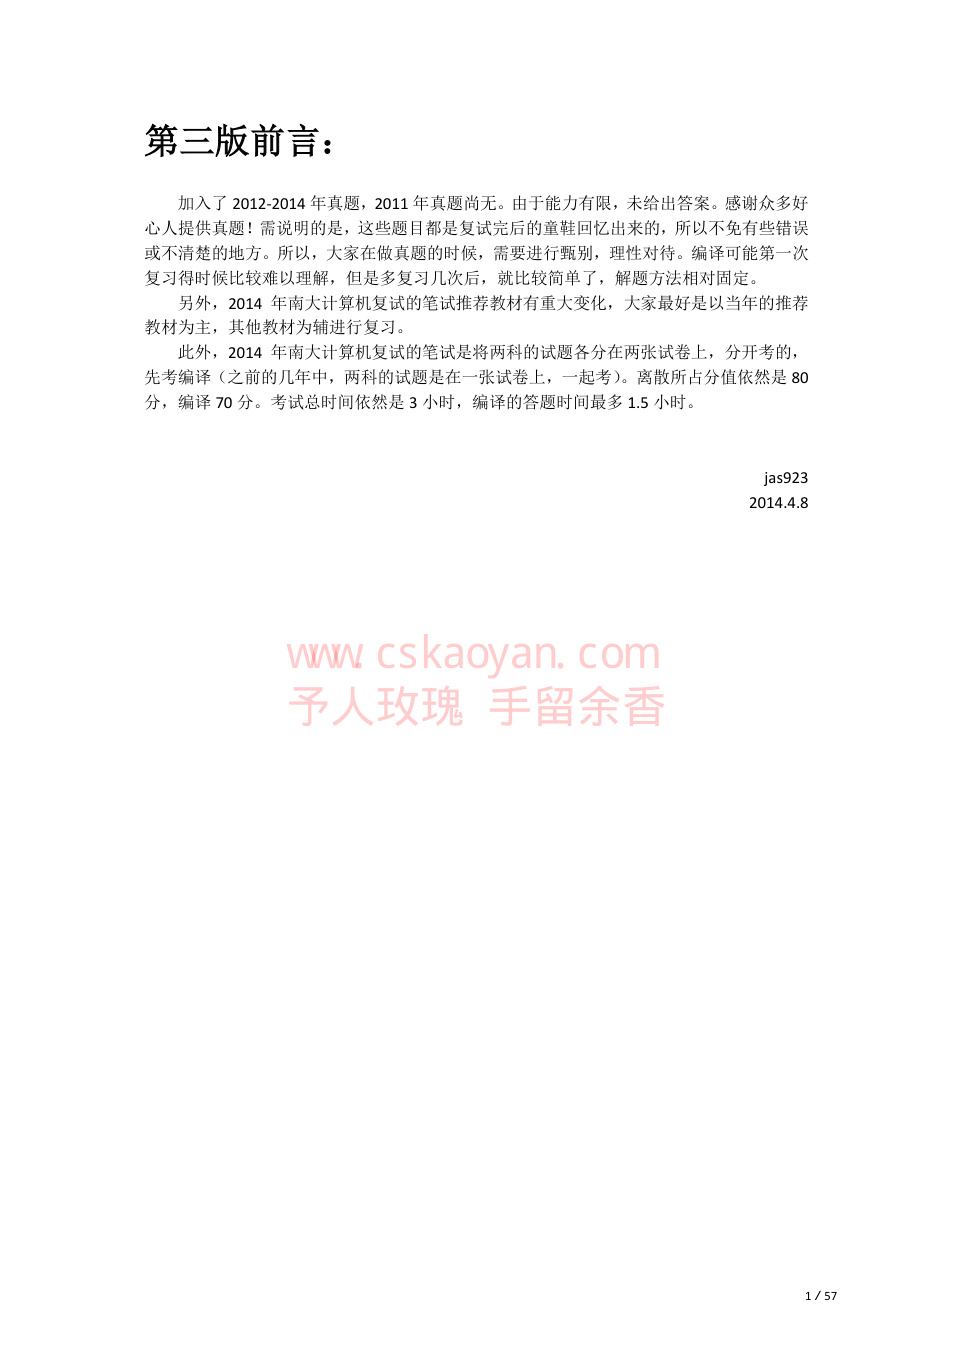 第三版前言：
加入了 2012-2014 年真题，2011 年真题尚无。由于能力有限，未给出答案。感谢众多好
心人提供真题！需说明的是，这些题目都是复试完后的童鞋回忆出来的，所以不免有些错误
或不清楚的地方。所以，大家在做真题的时候，需要进行甄别，理性对待。编译可能第一次
复习得时候比较难以理解，但是多复习几次后，就比较简单了，解题方法相对固定。
另外，2014 年南大计算机复试的笔试推荐教材有重大变化，大家最好是以当年的推荐
教材为主，其他教材为辅进行复习。
此外，2014 年南大计算机复试的笔试是将两科的试题各分在两张试卷上，分开考的，
先考编译（之前的几年中，两科的试题是在一张试卷上，一起考）。离散所占分值依然是 80
分，编译 70 分。考试总时间依然是 3 小时，编译的答题时间最多 1.5 小时。
jas923
2014.4.8
www.cskaoyan.com
予人玫瑰 手留余香
1 / 57